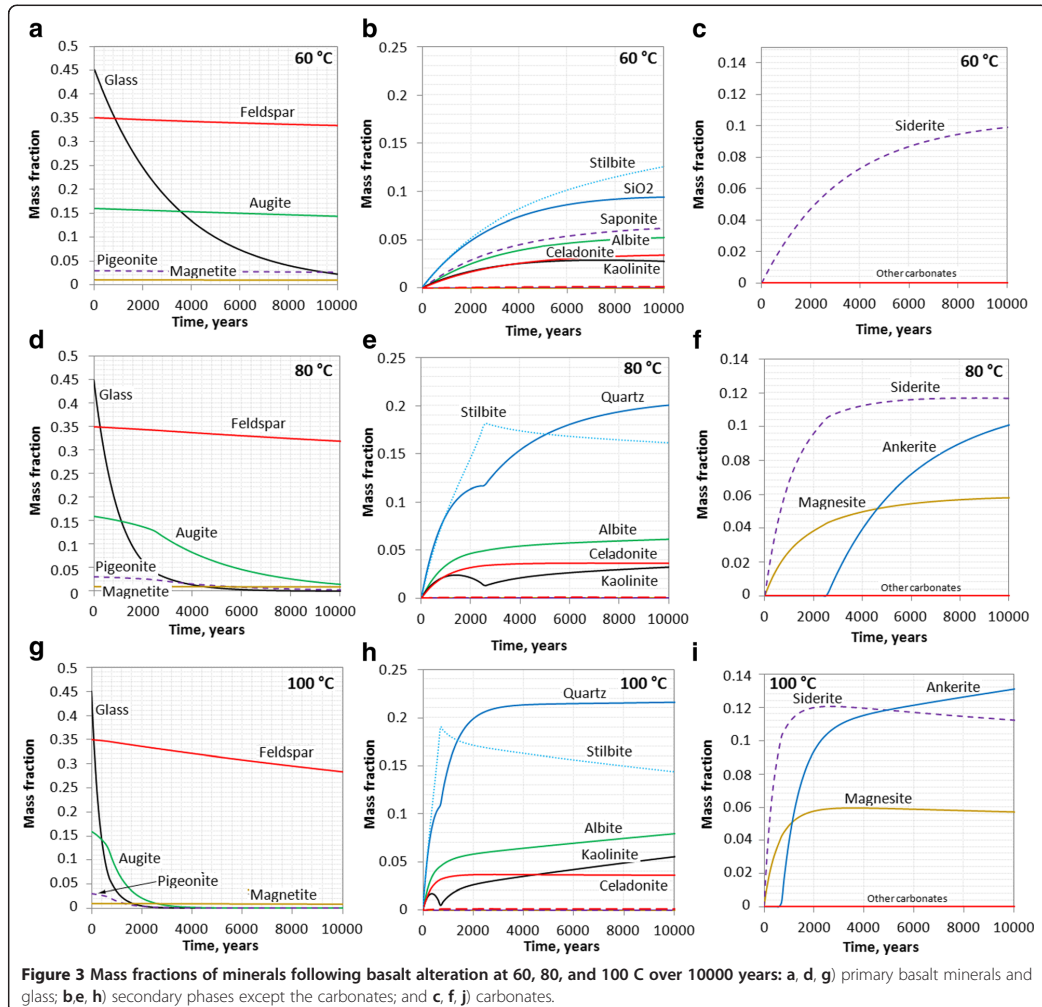 a
60 °C
0.5
0.45
0.4
0.35
0.3
0.25
0.2
0.15
0.1
0.05
0
Mass fraction
Glass
Feldspar
Augite
Pigeonite
Magnetite
0 2000 4000 6000 8000 10000
Time, years
b
60 °C
0.25
0.2
0.15
0.1
0.05
0
Mass fraction
Stilbite
SiO2
Saponite
Albite
Celadonite
Kaolinite
0 2000 4000 6000 8000 10000
Time, years
c
60 °C
0.14
0.12
0.1
0.08
0.06
0.04
0.02
0
Mass fraction
Siderite
Other carbonates
0 2000 4000 6000 8000 10000
Time, years
d
80 °C
0.5
0.45
0.4
0.35
0.3
0.25
0.2
0.15
0.1
0.05
0
Mass fraction
Glass
Feldspar
Augite
Pigeonite
Magnetite
0 2000 4000 6000 8000 10000
Time, years
e
80 °C
0.25
0.2
0.15
0.1
0.05
0
Mass fraction
Stilbite
Quartz
Albite
Celadonite
Kaolinite
0 2000 4000 6000 8000 10000
Time, years
f
80 °C
0.14
0.12
0.1
0.08
0.06
0.04
0.02
0
Mass fraction
Siderite
Ankerite
Magnesite
Other carbonates
0 2000 4000 6000 8000 10000
Time, years
g
100 °C
0.5
0.45
0.4
0.35
0.3
0.25
0.2
0.15
0.1
0.05
0
Mass fraction
Glass
Feldspar
Augite
Pigeonite
Magnetite
0 2000 4000 6000 8000 10000
Time, years
h
100 °C
0.25
0.2
0.15
0.1
0.05
0
Mass fraction
Quartz
Stilbite
Albite
Kaolinite
Celadonite
0 2000 4000 6000 8000 10000
Time, years
i
100 °C
0.14
0.12
0.1
0.08
0.06
0.04
0.02
0
Mass fraction
Siderite
Ankerite
Magnesite
Other carbonates
0 2000 4000 6000 8000 10000
Time, years
Figure 3 Mass fractions of minerals following basalt alteration at 60, 80, and 100 C over 10000 years: a, d, g) primary basalt minerals and
glass; b,e, h) secondary phases except the carbonates; and c, f, j) carbonates.